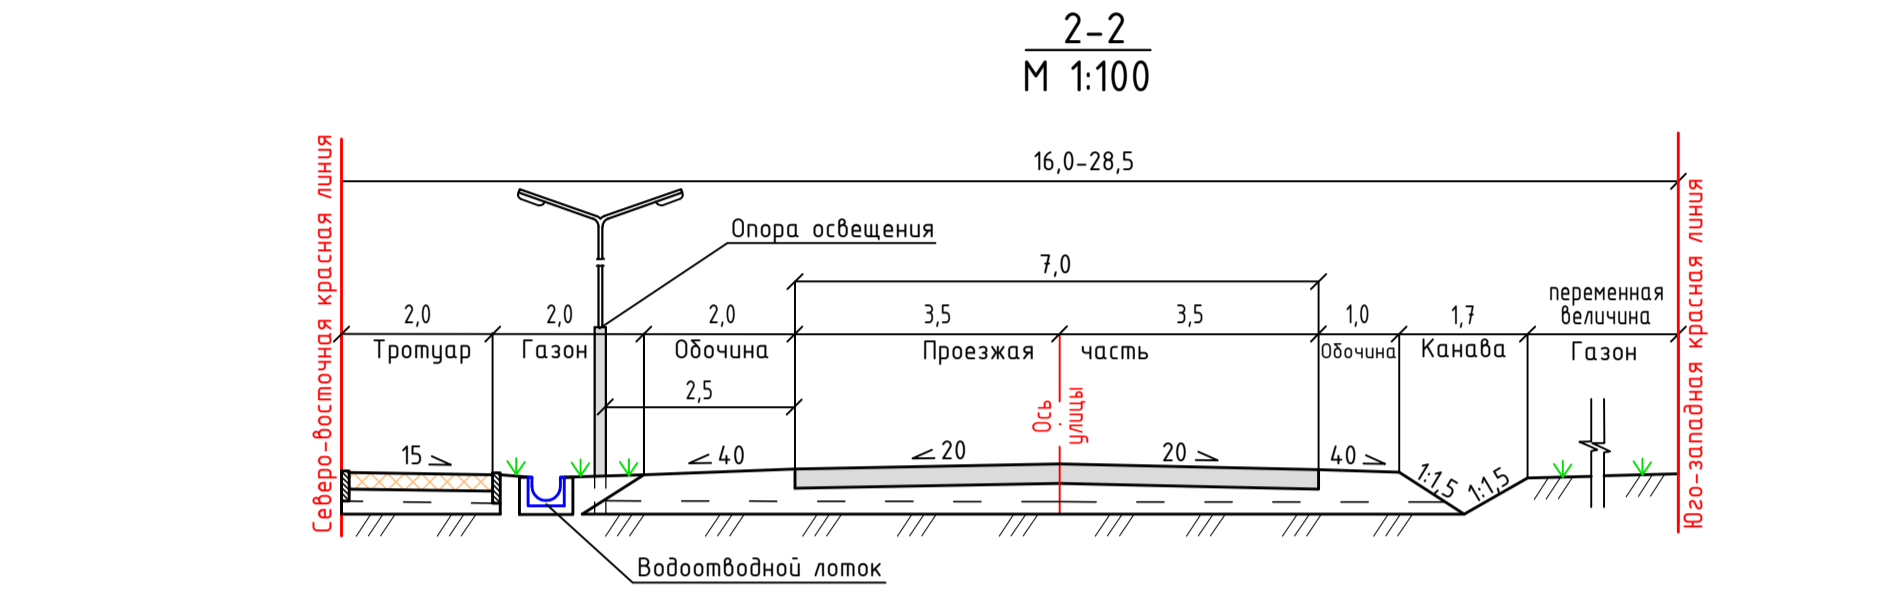 2-2
М 1:100
16,0-28,5
Северо-восточная красная линия
Юго-западная красная линия
Опора освещения
7,0
2,0
2,0
2,0
3,5
3,5
1,0
1,7
переменная
величина
Тротуар
Газон
Обочина
Проезжая часть
Обочина
Канава
Газон
2,5
Ось
улицы
15
40
20
20
40
1:1,5
1:1,5
Водоотводной лоток